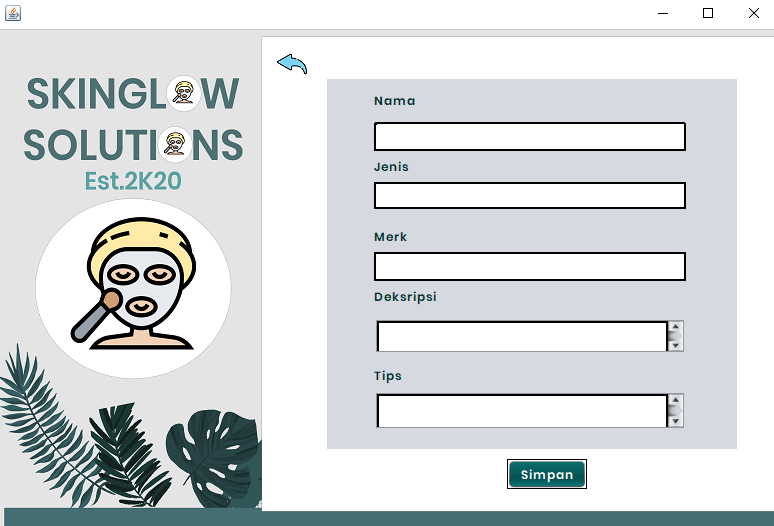 SKINGLOW
SOLUTIONS
Est.2K20
Nama
Jenis
Merk
Deksripsi
Tips
Simpan